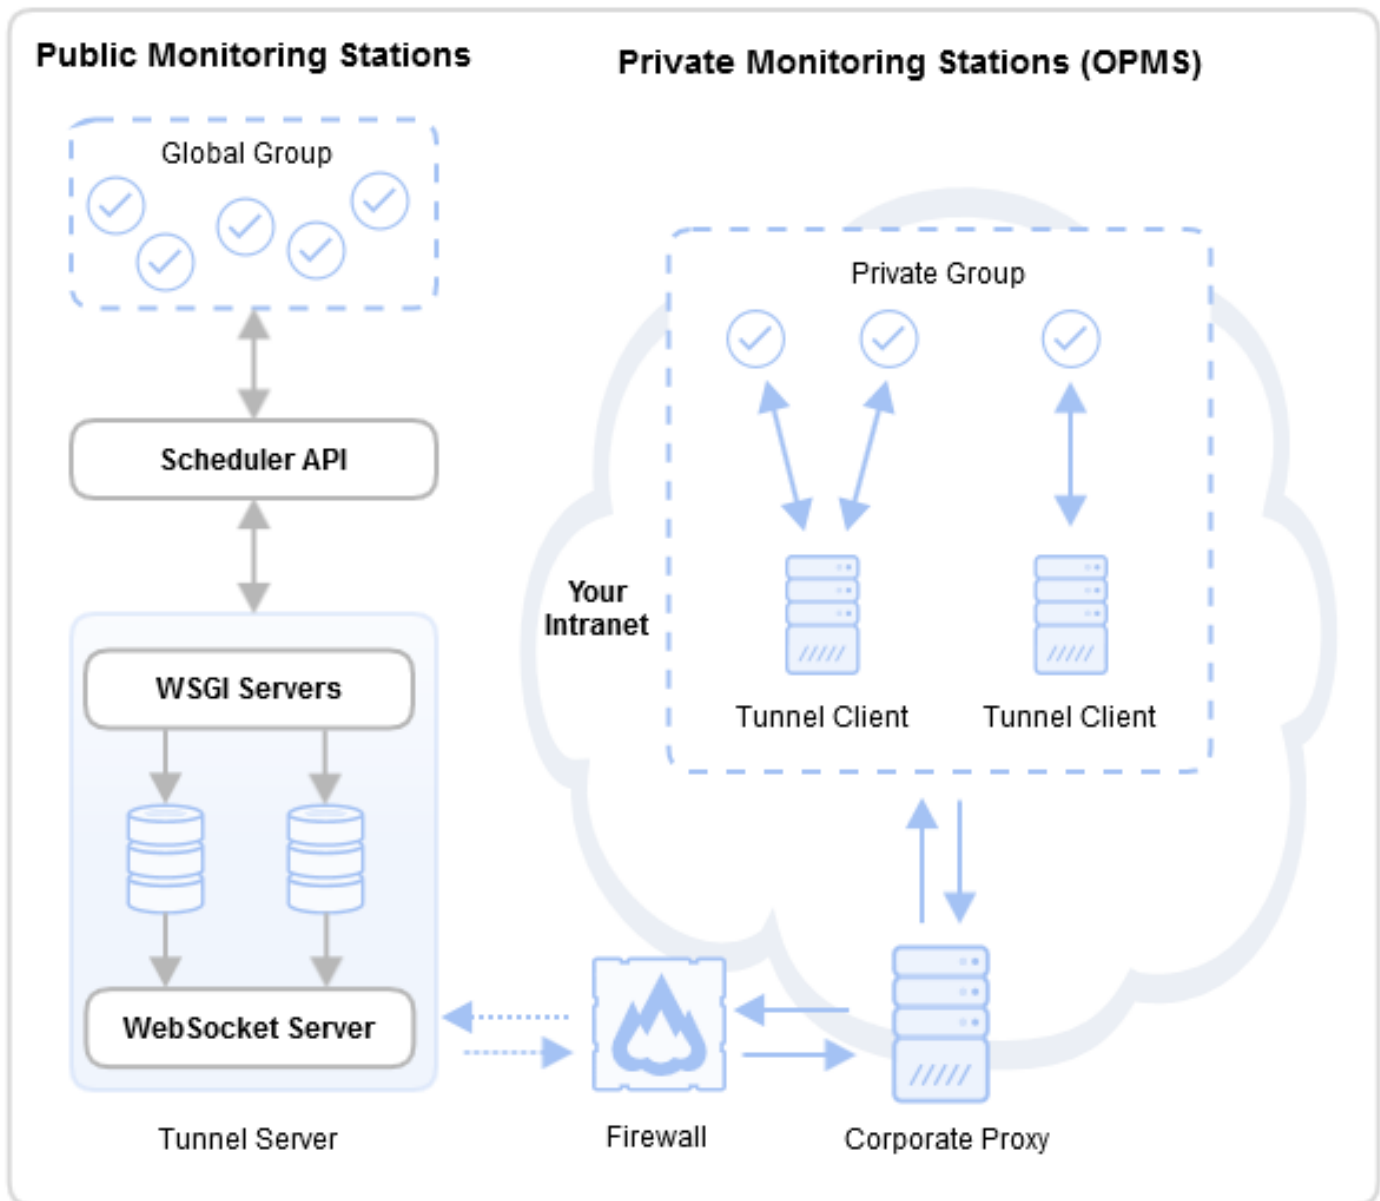 Public Monitoring Stations
Private Monitoring Stations (OPMS)
Global Group
Private Group
Scheduler API
Your
Intranet
WSGI Servers
Tunnel Client
Tunnel Client
WebSocket Server
Tunnel Server
Firewall
Corporate Proxy